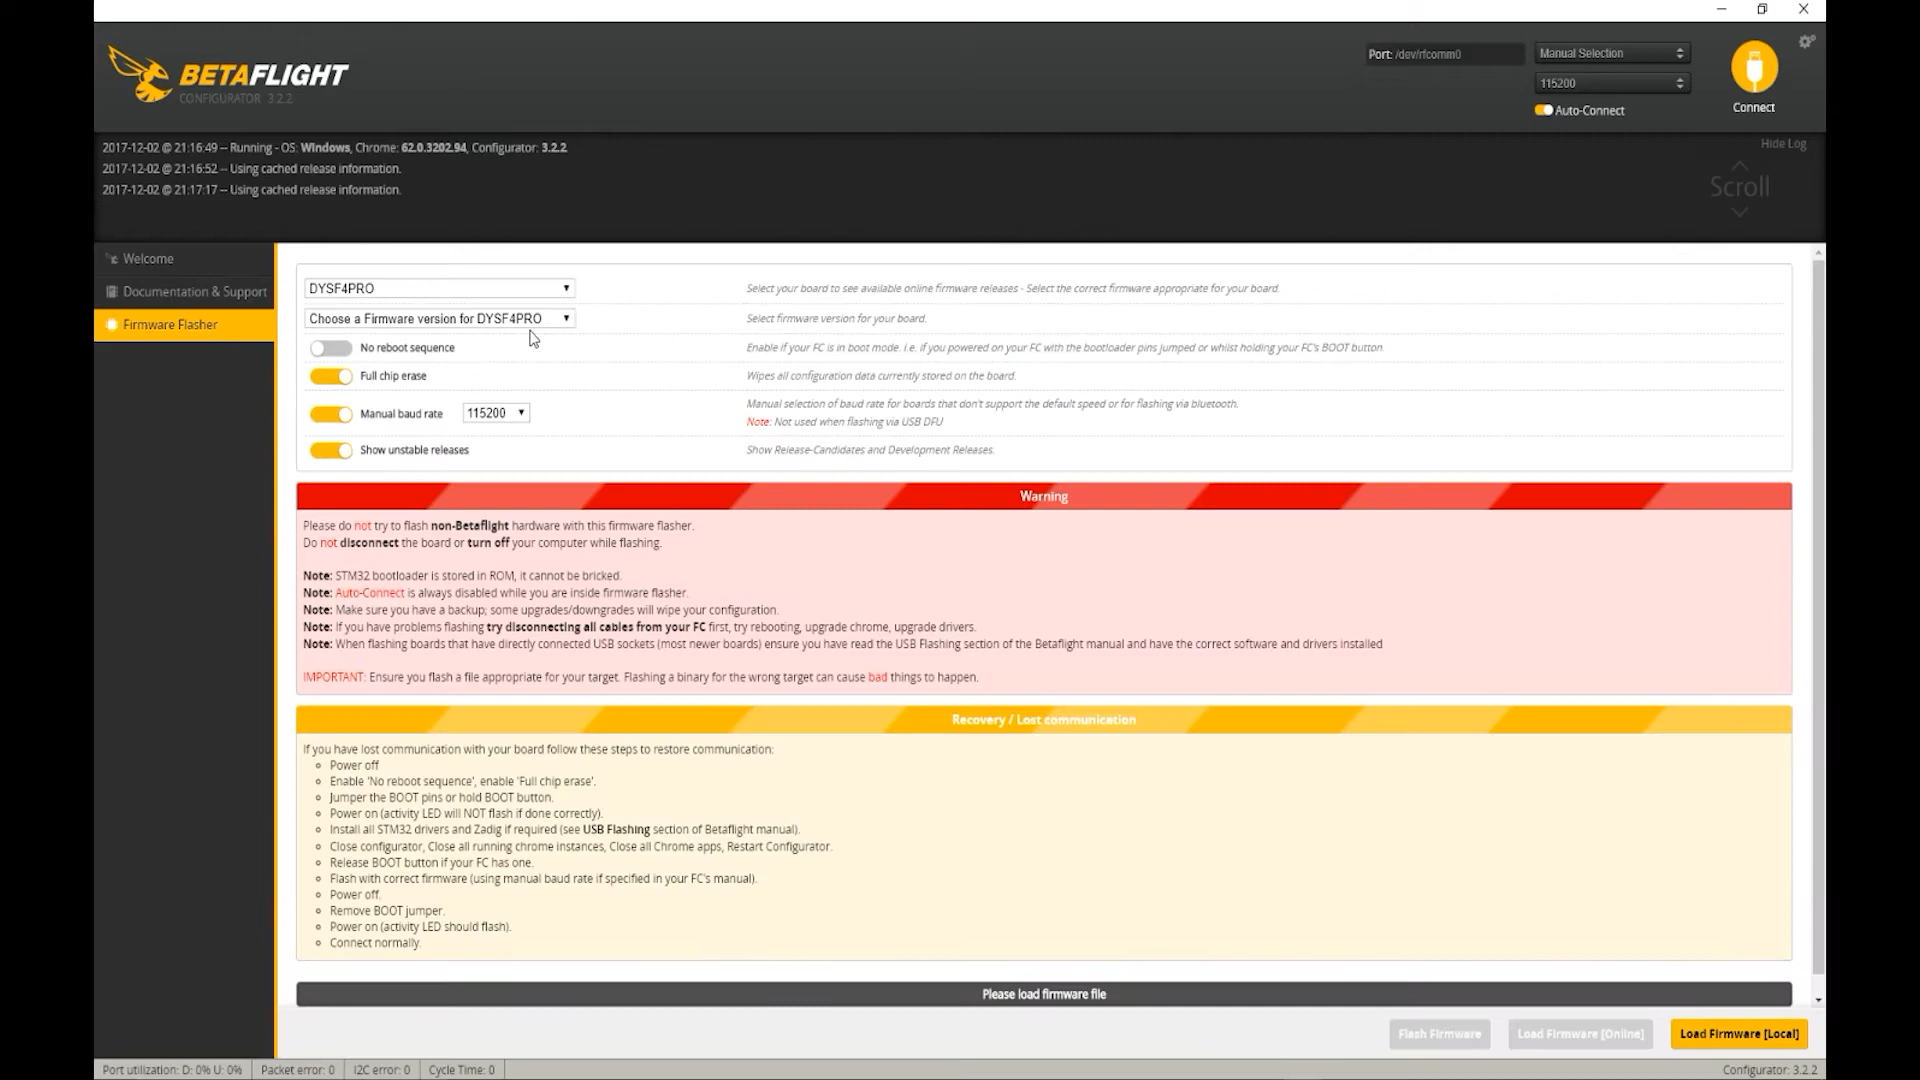 BETAFLIGHT
CONFIGURATOR 3.2.2
Port: /dev/rfcomm0
Manual Selection
115200
Auto-Connect
Connect
2017-12-02 @ 21:16:49 -- Running - OS: Windows, Chrome: 62.0.3202.94, Configurator: 3.2.2
2017-12-02 @ 21:16:52 -- Using cached release information.
2017-12-02 @ 21:17:17 -- Using cached release information.
Hide Log
Scroll
Welcome
Documentation & Support
Firmware Flasher
DYSF4PRO
Select your board to see available online firmware releases - Select the correct firmware appropriate for your board.
Choose a Firmware version for DYSF4PRO
Select firmware version for your board.
No reboot sequence
Enable if your FC is in boot mode. i.e. if you powered on your FC with the bootloader pins jumped or whilst holding your FC's BOOT button.
Full chip erase
Wipes all configuration data currently stored on the board.
Manual baud rate 115200
Manual selection of baud rate for boards that don't support the default speed or for flashing via bluetooth.
Note: Not used when flashing via USB DFU
Show unstable releases
Show Release-Candidates and Development Releases.
Warning
Please do not try to flash non-Betaflight hardware with this firmware flasher.
Do not disconnect the board or turn off your computer while flashing.
Note: STM32 bootloader is stored in ROM, it cannot be bricked.
Note: Auto-Connect is always disabled while you are inside firmware flasher.
Note: Make sure you have a backup; some upgrades/downgrades will wipe your configuration.
Note: If you have problems flashing try disconnecting all cables from your FC first, try rebooting, upgrade chrome, upgrade drivers.
Note: When flashing boards that have directly connected USB sockets (most newer boards) ensure you have read the USB Flashing section of the Betaflight manual and have the correct software and drivers installed
IMPORTANT: Ensure you flash a file appropriate for your target. Flashing a binary for the wrong target can cause bad things to happen.
Recovery / Lost communication
If you have lost communication with your board follow these steps to restore communication:
Power off
Enable 'No reboot sequence', enable 'Full chip erase'.
Jumper the BOOT pins or hold BOOT button.
Power on (activity LED will NOT flash if done correctly).
Install all STM32 drivers and Zadig if required (see USB Flashing section of Betaflight manual).
Close configurator, Close all running chrome instances, Close all Chrome apps, Restart Configurator.
Release BOOT button if your FC has one.
Flash with correct firmware (using manual baud rate if specified in your FC's manual).
Power off.
Remove BOOT jumper.
Power on (activity LED should flash).
Connect normally.
Please load firmware file
Flash Firmware
Load Firmware [Online]
Load Firmware [Local]
Port utilization: D: 0% U: 0%
Packet error: 0
I2C error: 0
Cycle Time: 0
Configurator: 3.2.2